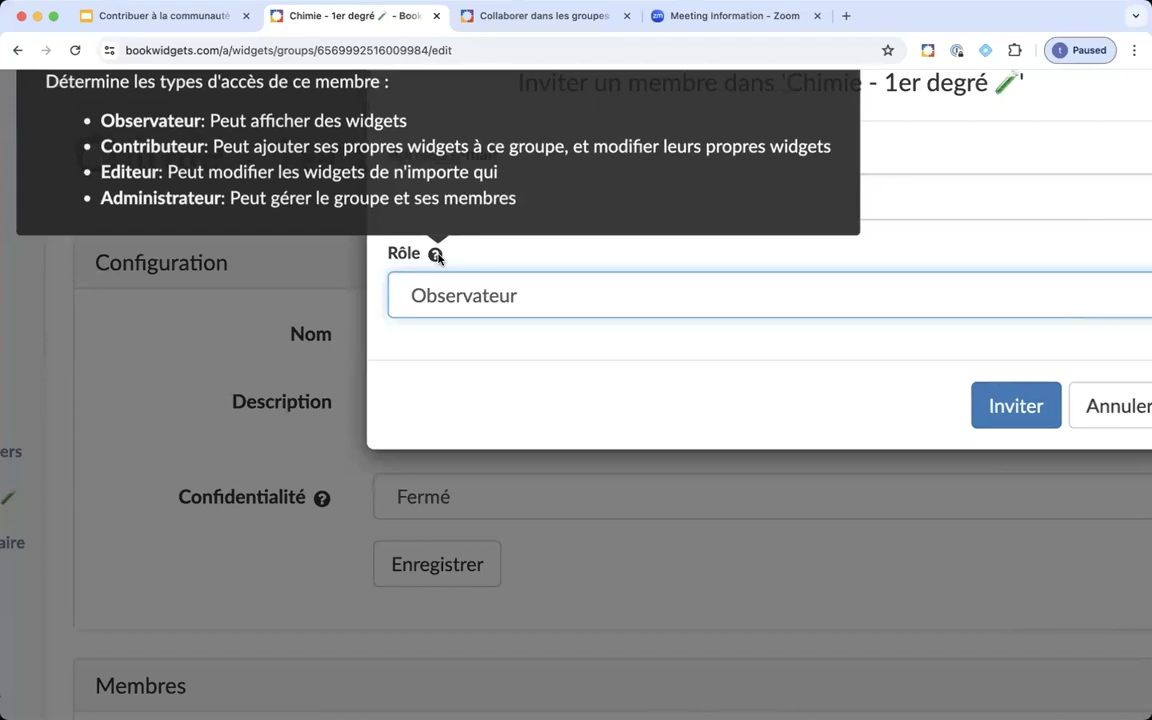 Contribuer à la communauté
Chimie - 1er degré 🧪 - Book
Collaborer dans les groupes
zm Meeting Information - Zoom
bookwidgets.com/a/widgets/groups/6569992516009984/edit
t Paused
Détermine les types d'accès de ce membre :
Inviter un membre dans 'Chimie - 1er degré 🧪'
• Observateur: Peut afficher des widgets
• Contributeur: Peut ajouter ses propres widgets à ce groupe, et modifier leurs propres widgets
• Editeur: Peut modifier les widgets de n'importe qui
• Administrateur: Peut gérer le groupe et ses membres
Rôle ?
Observateur
Configuration
Nom
Inviter
Annuler
Description
ers
Confidentialité ?
Fermé
aire
Enregistrer
Membres